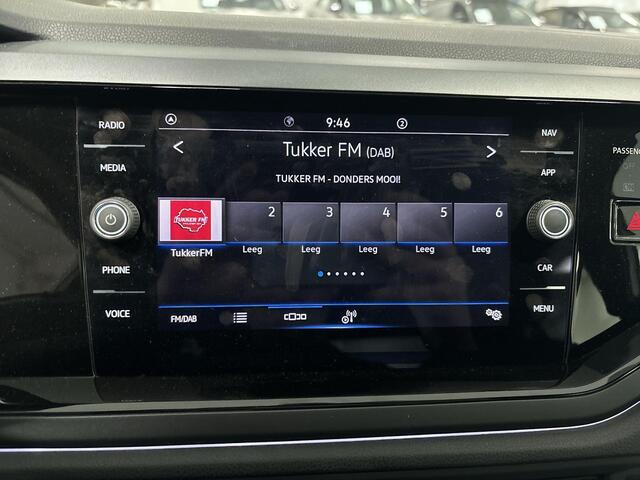 9:46
2
RADIO
MEDIA
PHONE
VOICE
Tukker FM (DAB)
TUKKER FM - DONDERS MOOI!
TUKKER FM
2
3
4
5
6
TukkerFM
Leeg
Leeg
Leeg
Leeg
Leeg
FM/DAB
NAV
APP
CAR
MENU